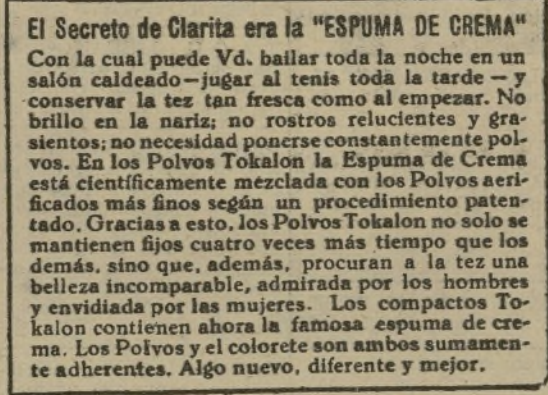 El Secreto de Clarita era la "ESPUMA DE CREMA"
Con la cual puede Vd. bailar toda la noche en un
salón caldeado—jugar al tenis toda la tarde — y
conservar la tez tan fresca como al empezar. No
brillo en la nariz; no rostros relucientes y gra-
sientos; no necesidad ponerse constantemente pol-
vos. En los Polvos Tokalon la Espuma de Crema
está científicamente mezclada con los Polvos aeri-
ficados más finos según un procedimiento paten-
tado. Gracias a esto, los Polvos Tokalon no solo se
mantienen fijos cuatro veces más tiempo que los
demás, sino que, además, procuran a la tez una
belleza incomparable, admirada por los hombres
y envidiada por las mujeres. Los compactos To-
kalon contienen ahora la famosa espuma de cre-
ma. Los Polvos y el colorete son ambos sumamen-
te adherentes. Algo nuevo, diferente y mejor.